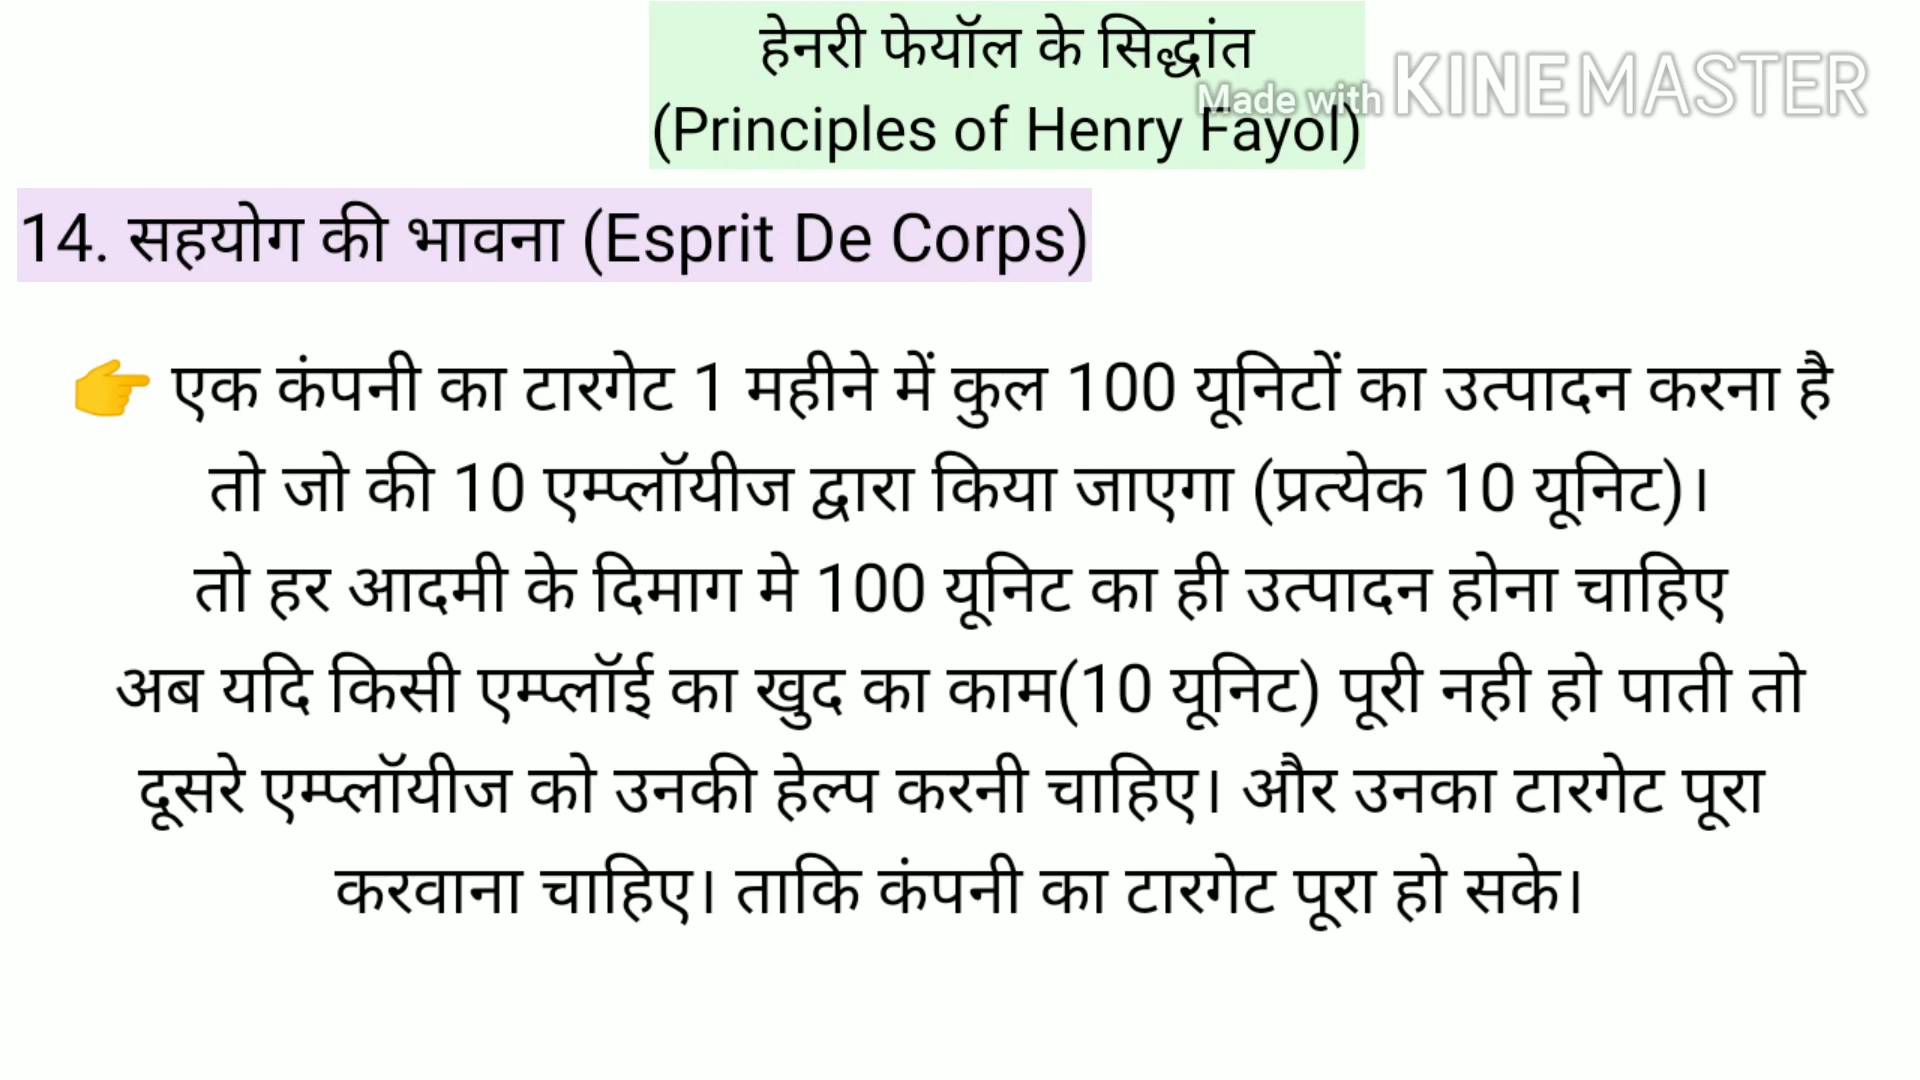 हेनरी फेयॉल के सिद्धांत
(Principles of Henry Fayol)
Made with KINEMASTER
14. सहयोग की भावना (Esprit De Corps)
👉 एक कंपनी का टारगेट 1 महीने में कुल 100 यूनिटों का उत्पादन करना है
तो जो की 10 एम्प्लॉयीज द्वारा किया जाएगा (प्रत्येक 10 यूनिट)।
तो हर आदमी के दिमाग मे 100 यूनिट का ही उत्पादन होना चाहिए
अब यदि किसी एम्प्लॉई का खुद का काम(10 यूनिट) पूरी नही हो पाती तो
दूसरे एम्प्लॉयीज को उनकी हेल्प करनी चाहिए। और उनका टारगेट पूरा
करवाना चाहिए। ताकि कंपनी का टारगेट पूरा हो सके।